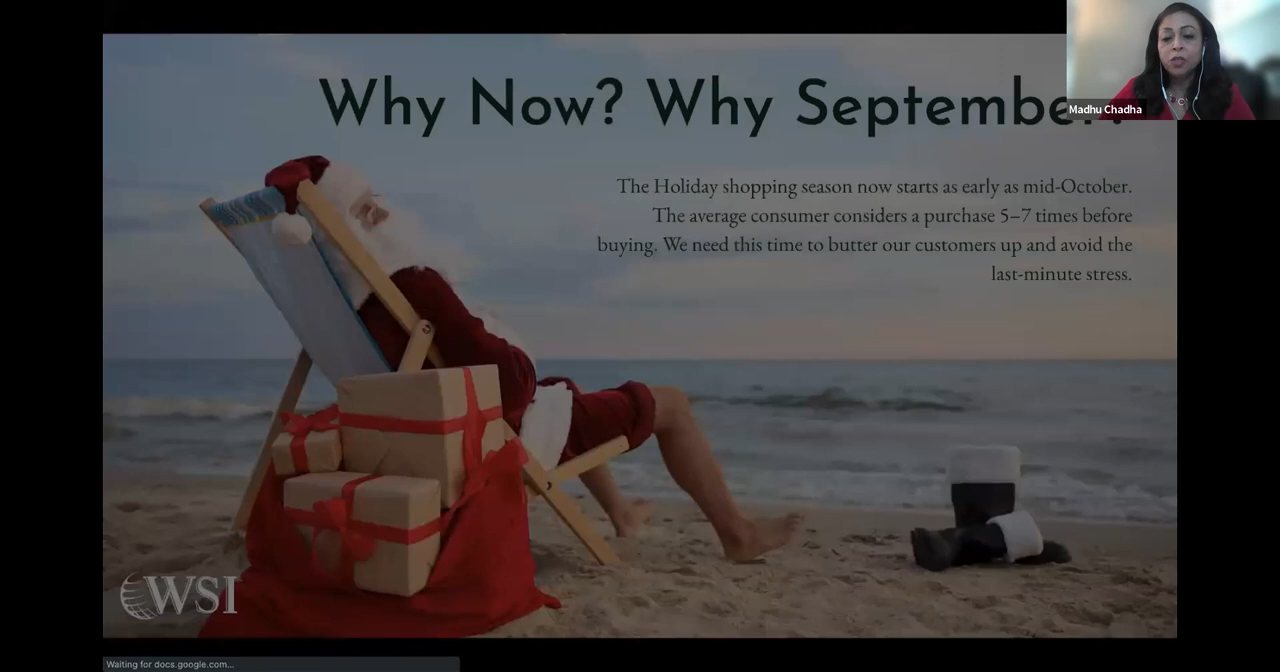 Why Now? Why September?
Madhu Chadha
The Holiday shopping season now starts as early as mid-October.
The average consumer considers a purchase 5–7 times before
buying. We need this time to butter our customers up and avoid the
last-minute stress.
WSI
Waiting for docs.google.com...